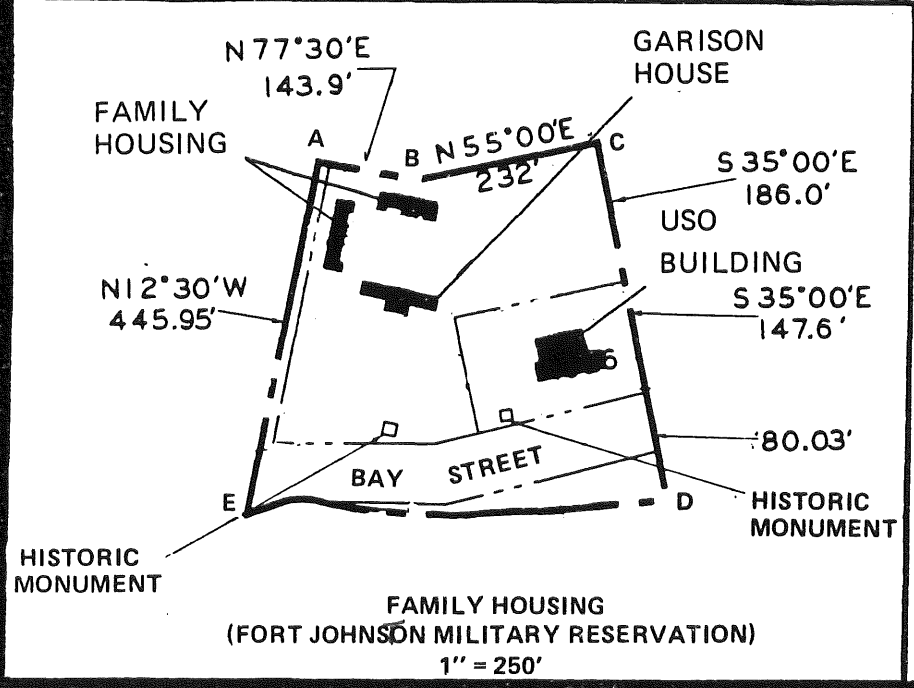 N 77°30'E
143.9'
GARISON
HOUSE
FAMILY
HOUSING
A
B
N 55°00'E
232'
C
S 35°00'E
186.0'
USO
BUILDING
N12°30'W
445.95'
S 35°00'E
147.6'
6
80.03'
BAY STREET
E
D
HISTORIC
MONUMENT
HISTORIC
MONUMENT
FAMILY HOUSING
(FORT JOHNSON MILITARY RESERVATION)
1" = 250'